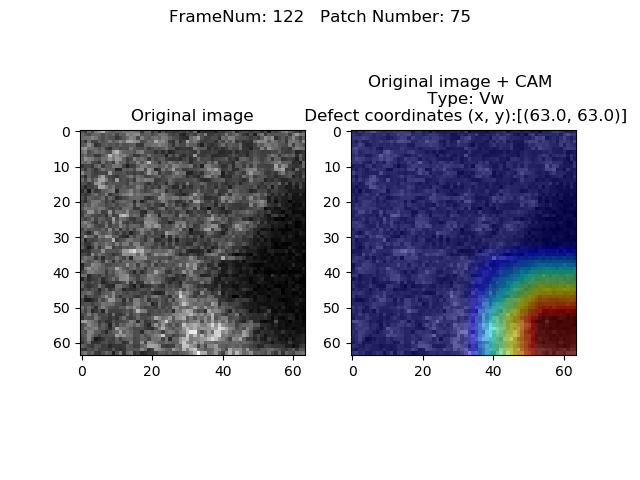 FrameNum: 122   Patch Number: 75
Original image
0
10
20
30
40
50
60
0 20 40 60
Original image + CAM
Type: Vw
Defect coordinates (x, y):[(63.0, 63.0)]
0
10
20
30
40
50
60
0 20 40 60